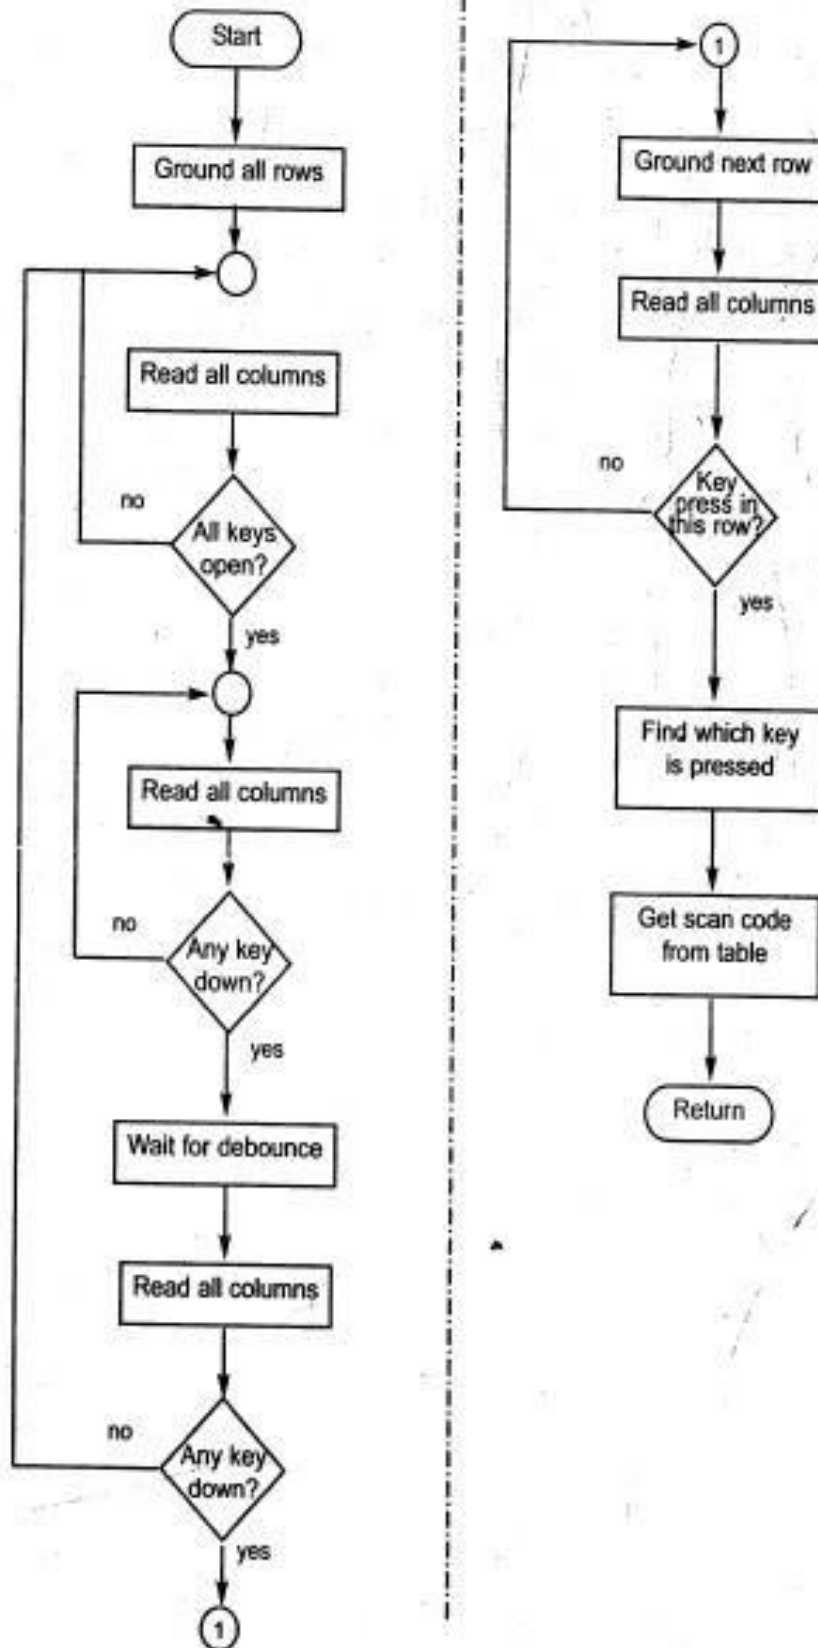 Start
Ground all rows
Read all columns
no
All keys
open?
yes
Read all columns
no
Any key
down?
yes
Wait for debounce
Read all columns
no
Any key
down?
yes
1
1
Ground next row
Read all columns
no
Key
press in
this row?
yes
Find which key
is pressed
Get scan code
from table
Return